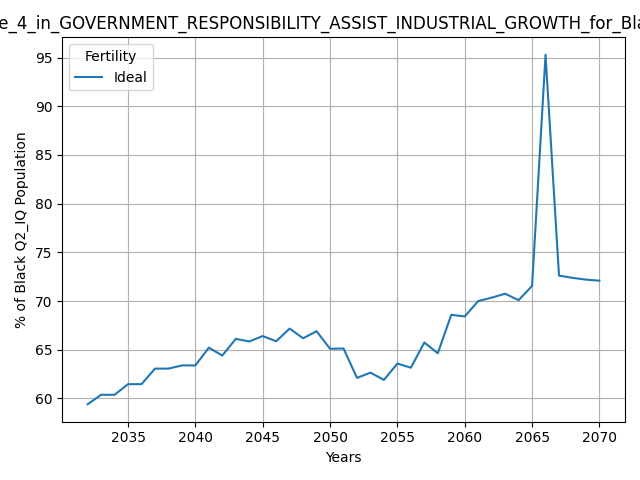 e_4_in_GOVERNMENT_RESPONSIBILITY_ASSIST_INDUSTRIAL_GROWTH_for_Bla
Fertility
Ideal
% of Black Q2_IQ Population
95
90
85
80
75
70
65
60
2035 2040 2045 2050 2055 2060 2065 2070
Years